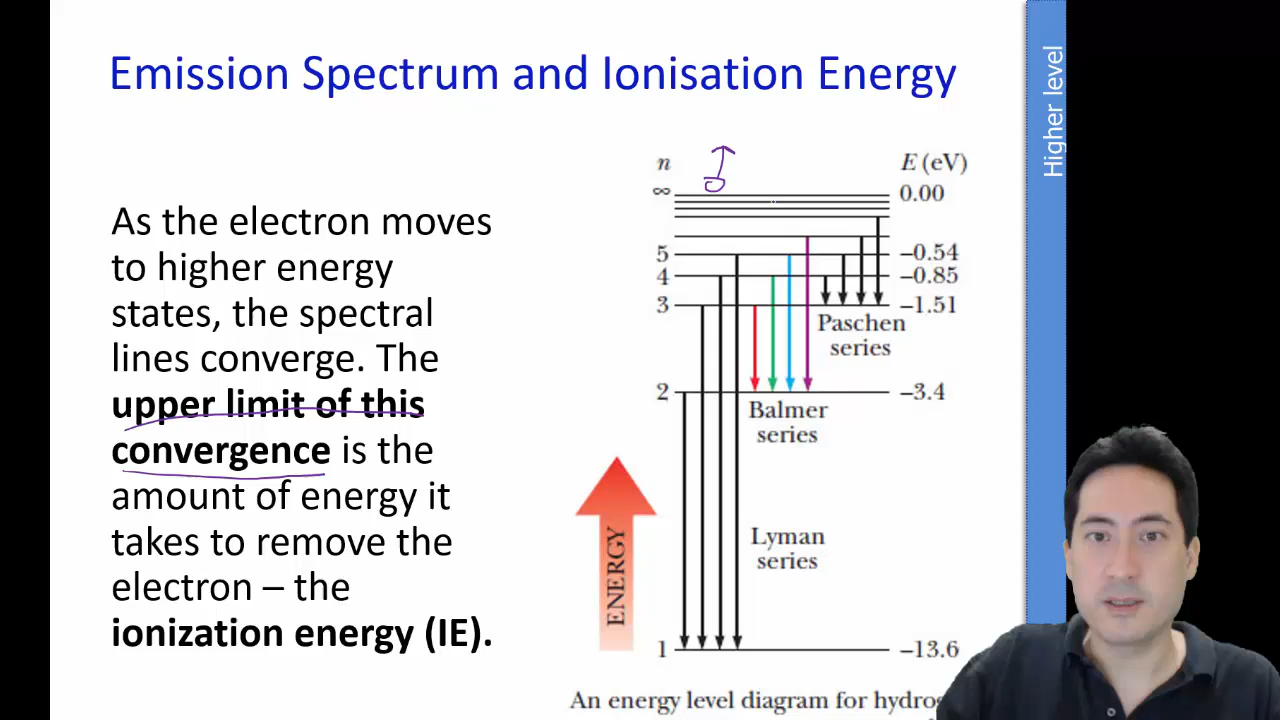 Emission Spectrum and Ionisation Energy
Higher level
As the electron moves
to higher energy
states, the spectral
lines converge. The
upper limit of this
convergence is the
amount of energy it
takes to remove the
electron – the
ionization energy (IE).
n
E (eV)
∞
0.00
5
−0.54
4
−0.85
3
−1.51
Paschen
series
2
−3.4
Balmer
series
ENERGY
Lyman
series
1
−13.6
An energy level diagram for